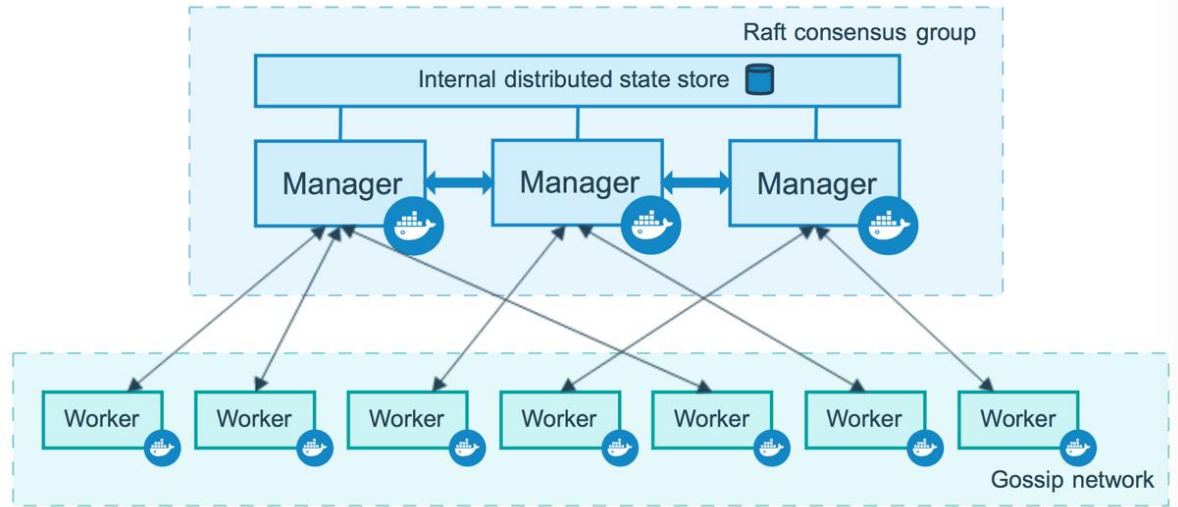 Raft consensus group
Internal distributed state store
Manager
Manager
Manager
Worker
Worker
Worker
Worker
Worker
Worker
Worker
Gossip network